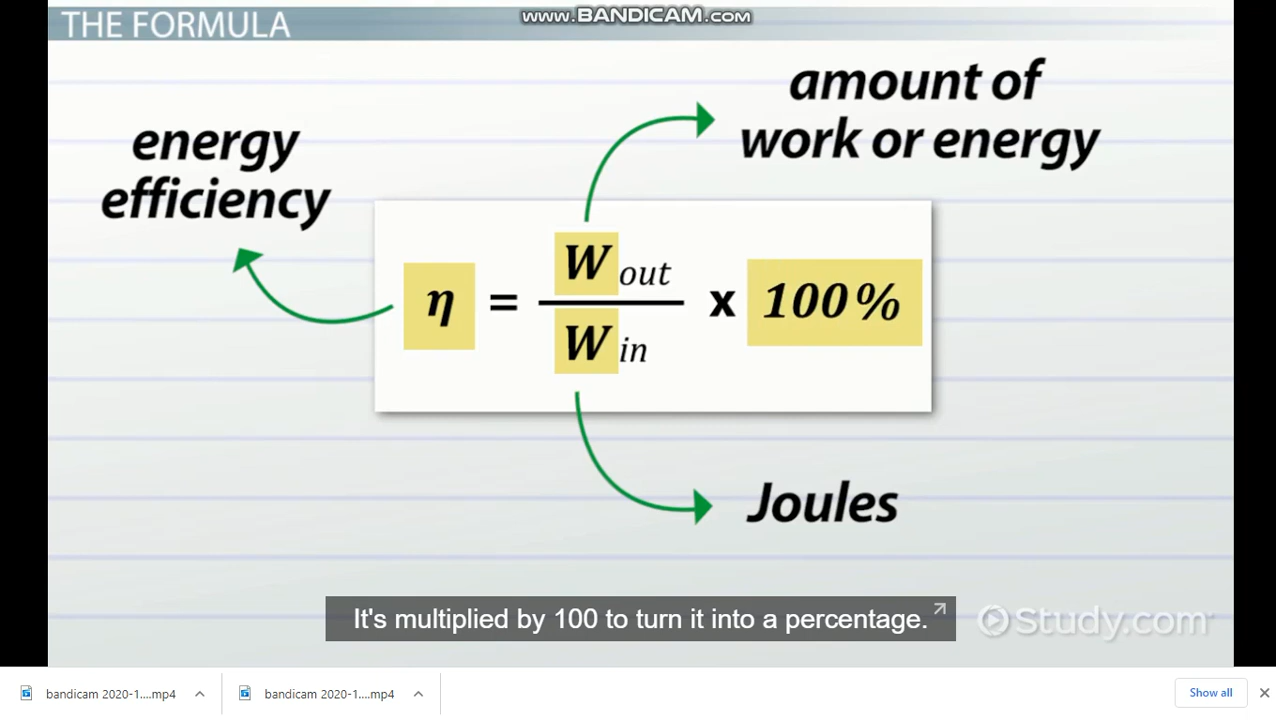 www.BANDICAM.com
THE FORMULA
amount of
work or energy
energy
efficiency
η = W out / W in x 100%
Joules
It's multiplied by 100 to turn it into a percentage.
Study.com
bandicam 2020-1....mp4
bandicam 2020-1....mp4
Show all